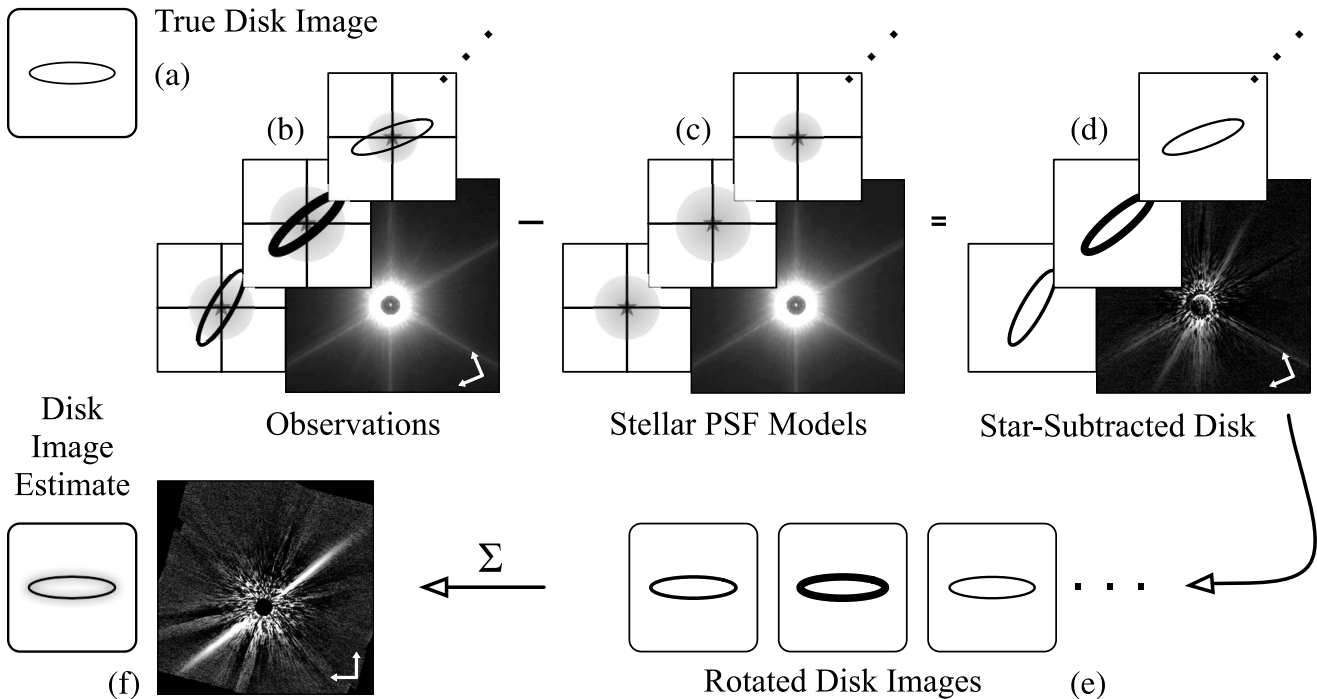 True Disk Image
(a)
(b)
(c)
(d)
−
=
Observations
Stellar PSF Models
Star-Subtracted Disk
Disk
Image
Estimate
Σ
(f)
Rotated Disk Images
(e)